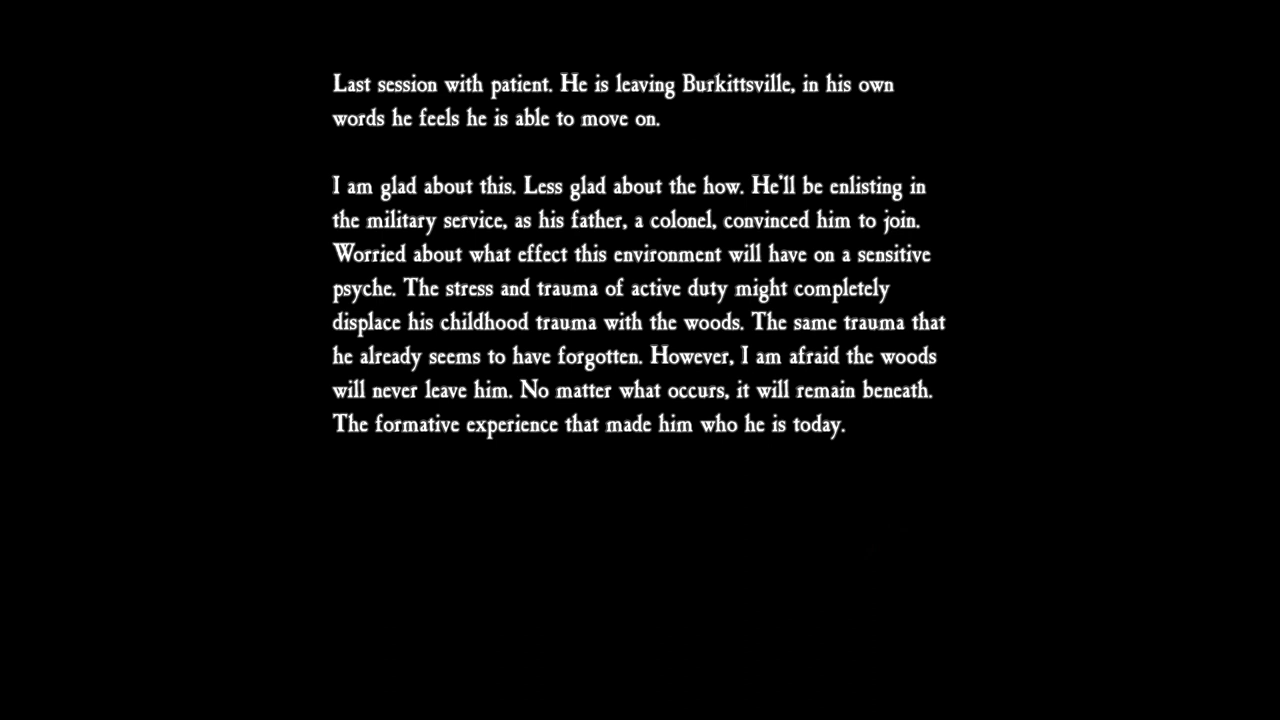 Last session with patient. He is leaving Burkittsville, in his own
words he feels he is able to move on.
I am glad about this. Less glad about the how. He'll be enlisting in
the military service, as his father, a colonel, convinced him to join.
Worried about what effect this environment will have on a sensitive
psyche. The stress and trauma of active duty might completely
displace his childhood trauma with the woods. The same trauma that
he already seems to have forgotten. However, I am afraid the woods
will never leave him. No matter what occurs, it will remain beneath.
The formative experience that made him who he is today.